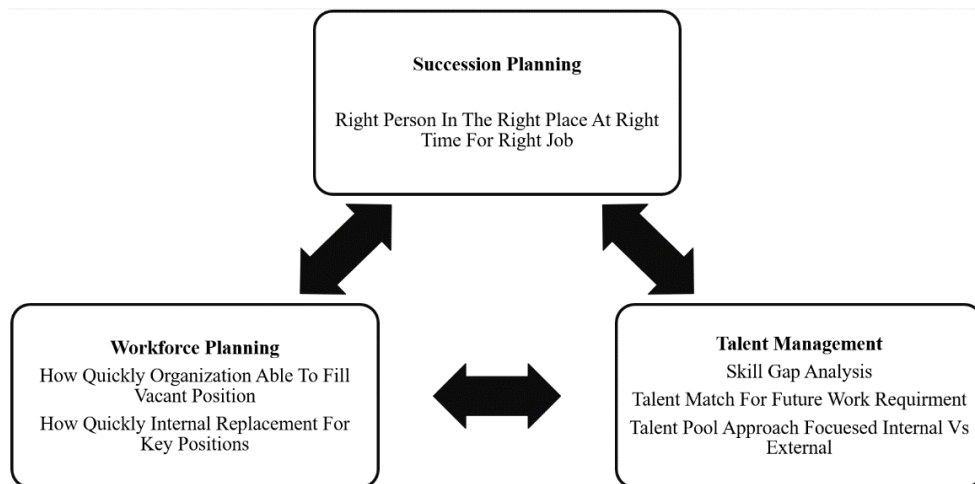 Succession Planning
Right Person In The Right Place At Right
Time For Right Job
Workforce Planning
How Quickly Organization Able To Fill
Vacant Position
How Quickly Internal Replacement For
Key Positions
Talent Management
Skill Gap Analysis
Talent Match For Future Work Requirment
Talent Pool Approach Focuesed Internal Vs
External